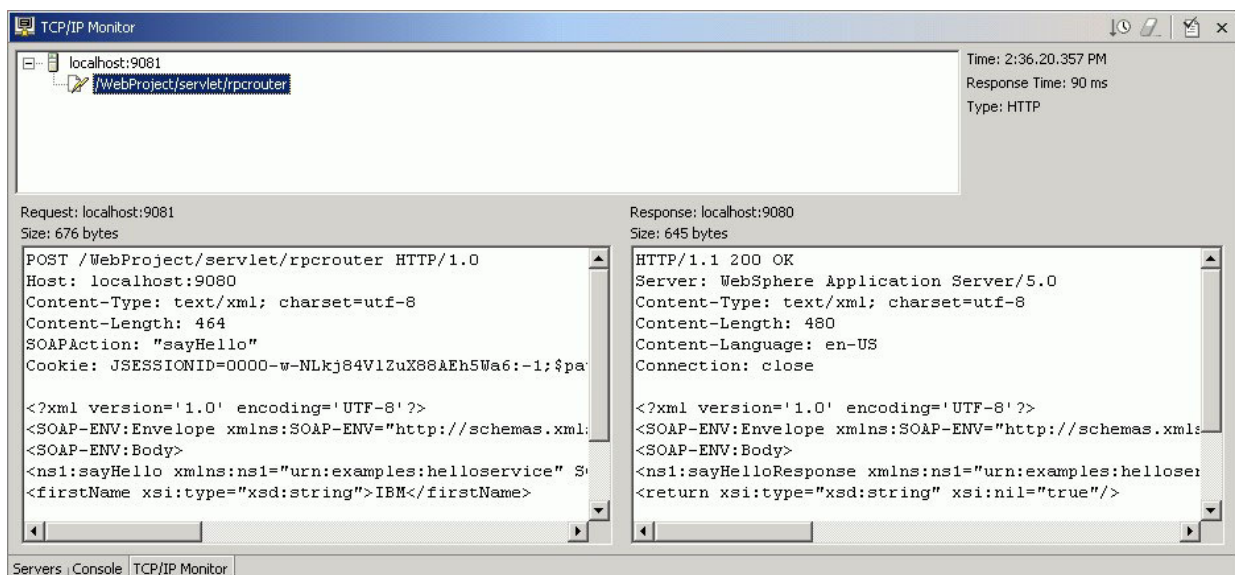 TCP/IP Monitor
localhost:9081
/WebProject/servlet/rpcrouter
Time: 2:36.20.357 PM
Response Time: 90 ms
Type: HTTP
Request: localhost:9081
Size: 676 bytes
POST /WebProject/servlet/rpcrouter HTTP/1.0
Host: localhost:9080
Content-Type: text/xml; charset=utf-8
Content-Length: 464
SOAPAction: "sayHello"
Cookie: JSESSIONID=0000-w-NLkj84VlZuX88AEh5Wa6:-1;$pa
<?xml version='1.0' encoding='UTF-8'?>
<SOAP-ENV:Envelope xmlns:SOAP-ENV="http://schemas.xml
<SOAP-ENV:Body>
<ns1:sayHello xmlns:ns1="urn:examples:helloservice" S
<firstName xsi:type="xsd:string">IBM</firstName>
Response: localhost:9080
Size: 645 bytes
HTTP/1.1 200 OK
Server: WebSphere Application Server/5.0
Content-Type: text/xml; charset=utf-8
Content-Length: 480
Content-Language: en-US
Connection: close
<?xml version='1.0' encoding='UTF-8'?>
<SOAP-ENV:Envelope xmlns:SOAP-ENV="http://schemas.xmls
<SOAP-ENV:Body>
<ns1:sayHelloResponse xmlns:ns1="urn:examples:helloser
<return xsi:type="xsd:string" xsi:nil="true"/>
Servers Console TCP/IP Monitor